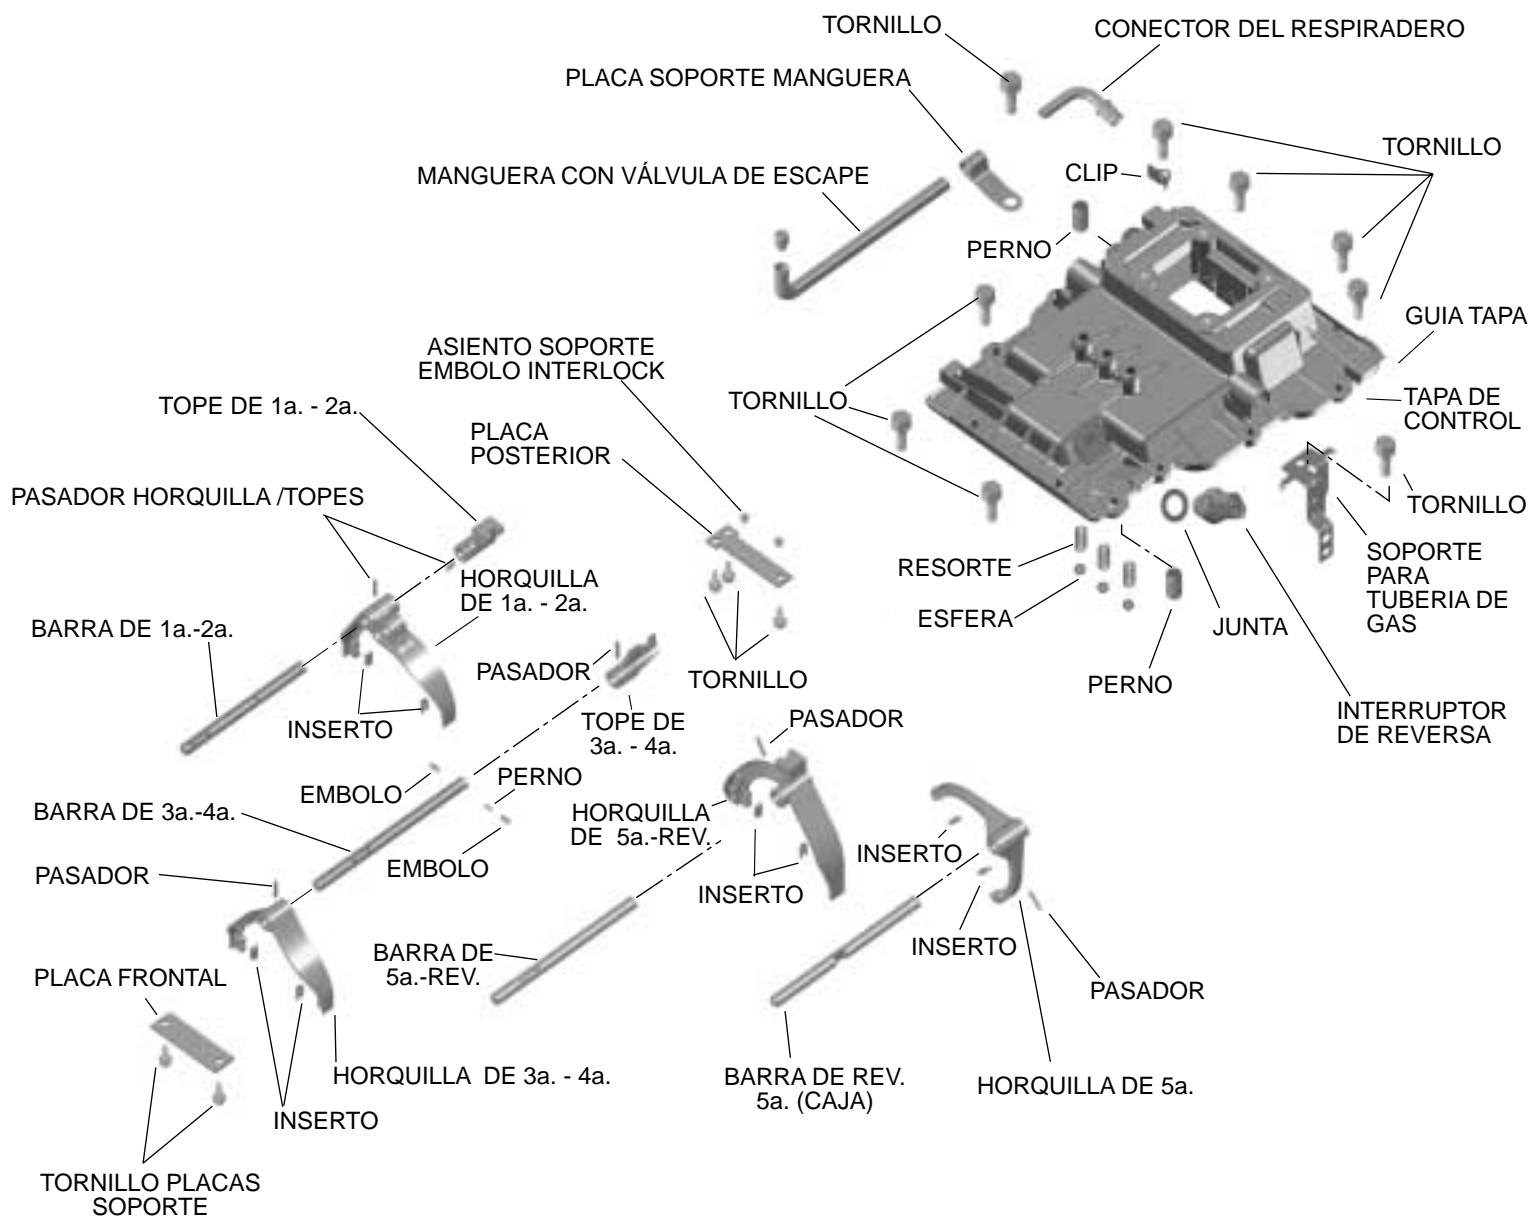 TORNILLO
CONECTOR DEL RESPIRADERO
PLACA SOPORTE MANGUERA
TORNILLO
MANGUERA CON VÁLVULA DE ESCAPE
CLIP
PERNO
GUIA TAPA
ASIENTO SOPORTE
EMBOLO INTERLOCK
TORNILLO
TAPA DE
CONTROL
TOPE DE 1a. - 2a.
PLACA
POSTERIOR
PASADOR HORQUILLA /TOPES
TORNILLO
HORQUILLA
DE 1a. - 2a.
RESORTE
SOPORTE
PARA
TUBERIA DE
GAS
ESFERA
JUNTA
BARRA DE 1a.-2a.
PASADOR
TORNILLO
PERNO
INSERTO
TOPE DE
3a. - 4a.
PASADOR
INTERRUPTOR
DE REVERSA
EMBOLO
PERNO
BARRA DE 3a.-4a.
HORQUILLA
DE  5a.-REV.
INSERTO
EMBOLO
PASADOR
INSERTO
BARRA DE
5a.-REV.
INSERTO
PLACA FRONTAL
PASADOR
HORQUILLA  DE 3a. - 4a.
BARRA DE REV.
5a. (CAJA)
HORQUILLA DE 5a.
INSERTO
TORNILLO PLACAS
SOPORTE